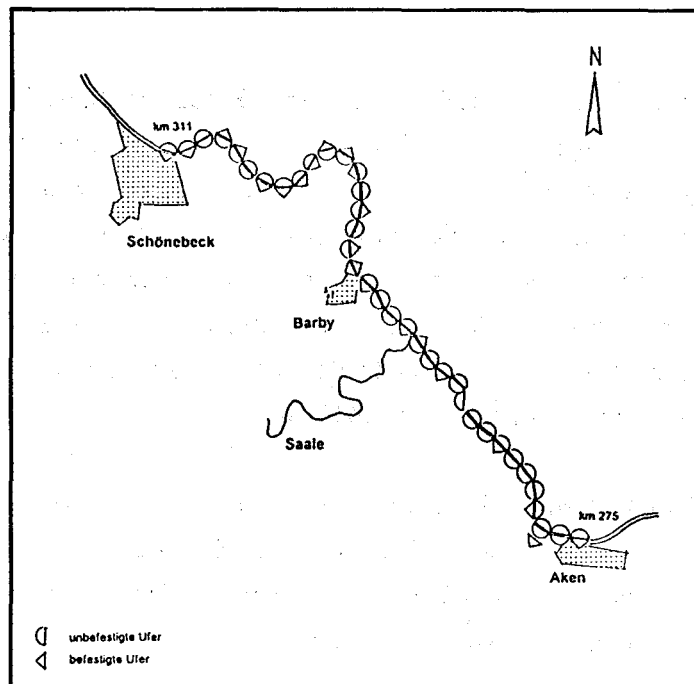 N
km 311
Schönebeck
Barby
Saale
km 275
Aken
unbefestigte Ufer
befestigte Ufer